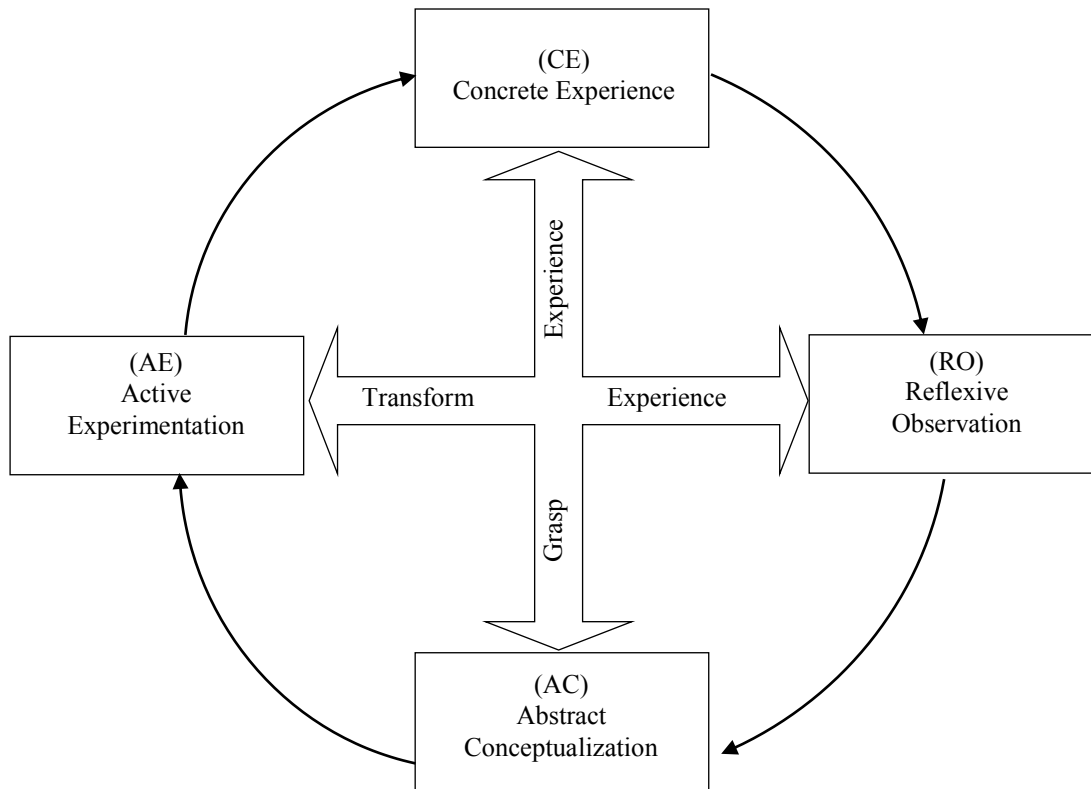 (CE)
Concrete Experience
Experience
(AE)
Active
Experimentation
Transform
Experience
(RO)
Reflexive
Observation
Grasp
(AC)
Abstract
Conceptualization